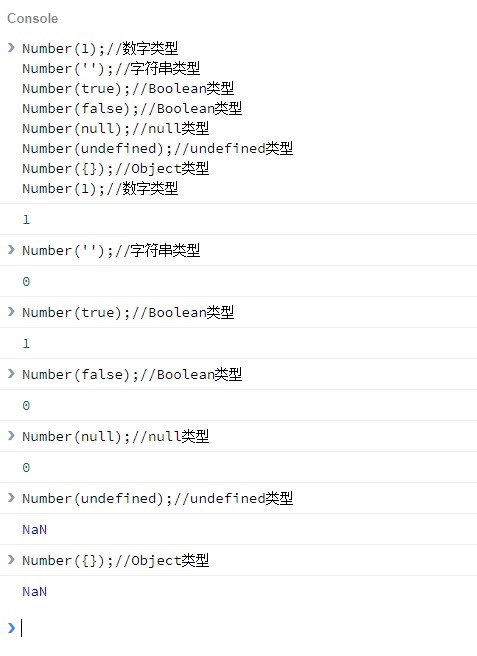 Console
Number(1);//数字类型
Number('');//字符串类型
Number(true);//Boolean类型
Number(false);//Boolean类型
Number(null);//null类型
Number(undefined);//undefined类型
Number({});//Object类型
Number(1);//数字类型
1
Number('');//字符串类型
0
Number(true);//Boolean类型
1
Number(false);//Boolean类型
0
Number(null);//null类型
0
Number(undefined);//undefined类型
NaN
Number({});//Object类型
NaN